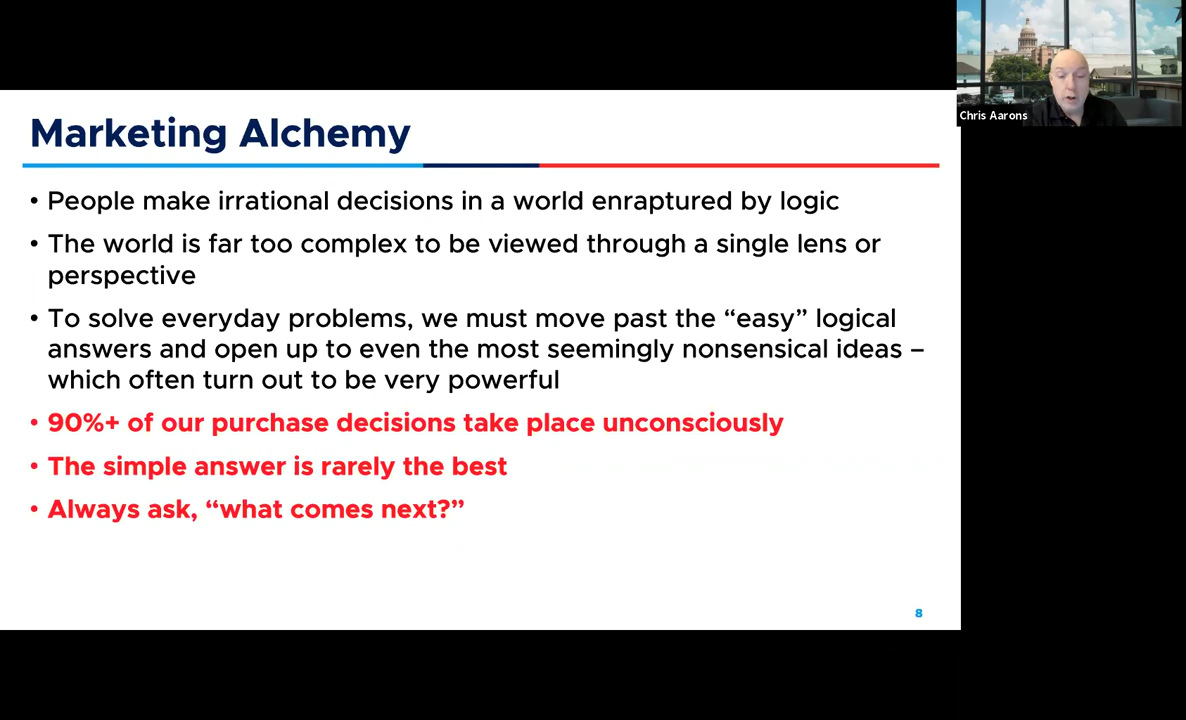 Chris Aarons
Marketing Alchemy
• People make irrational decisions in a world enraptured by logic
• The world is far too complex to be viewed through a single lens or
perspective
• To solve everyday problems, we must move past the “easy” logical
answers and open up to even the most seemingly nonsensical ideas –
which often turn out to be very powerful
• 90%+ of our purchase decisions take place unconsciously
• The simple answer is rarely the best
• Always ask, “what comes next?”
8